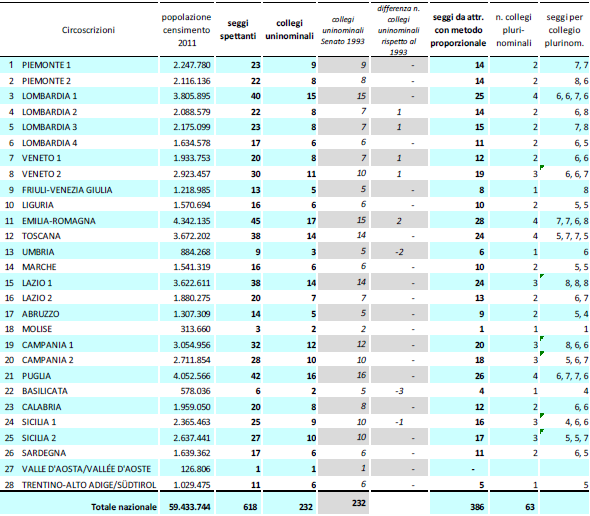 Circoscrizioni popolazione censimento 2011 seggi spettanti collegi uninominali collegi uninominali Senato 1993 differenza n. collegi uninominali rispetto al 1993 seggi da attr. con metodo proporzionale n. collegi pluri-nominali seggi per collegio plurinom.
1 PIEMONTE 1 2.247.780 23 9 9 - 14 2 7, 7
2 PIEMONTE 2 2.116.136 22 8 8 - 14 2 8, 6
3 LOMBARDIA 1 3.805.895 40 15 15 - 25 4 6, 6, 7, 6
4 LOMBARDIA 2 2.088.579 22 8 7 1 14 2 6, 8
5 LOMBARDIA 3 2.175.099 23 8 7 1 15 2 7, 8
6 LOMBARDIA 4 1.634.578 17 6 6 - 11 2 6, 5
7 VENETO 1 1.933.753 20 8 7 1 12 2 6, 6
8 VENETO 2 2.923.457 30 11 10 1 19 3 6, 6, 7
9 FRIULI-VENEZIA GIULIA 1.218.985 13 5 5 - 8 1 8
10 LIGURIA 1.570.694 16 6 6 - 10 2 5, 5
11 EMILIA-ROMAGNA 4.342.135 45 17 15 2 28 4 7, 7, 6, 8
12 TOSCANA 3.672.202 38 14 14 - 24 4 5, 7, 7, 5
13 UMBRIA 884.268 9 3 5 -2 6 1 6
14 MARCHE 1.541.319 16 6 6 - 10 2 5, 5
15 LAZIO 1 3.622.611 38 14 14 - 24 3 8, 8, 8
16 LAZIO 2 1.880.275 20 7 7 - 13 2 6, 7
17 ABRUZZO 1.307.309 14 5 5 - 9 2 5, 4
18 MOLISE 313.660 3 2 2 - 1 1 1
19 CAMPANIA 1 3.054.956 32 12 12 - 20 3 8, 6, 6
20 CAMPANIA 2 2.711.854 28 10 10 - 18 3 5, 6, 7
21 PUGLIA 4.052.566 42 16 16 - 26 4 6, 7, 7, 6
22 BASILICATA 578.036 6 2 5 -3 4 1 4
23 CALABRIA 1.959.050 20 8 8 - 12 2 6, 6
24 SICILIA 1 2.365.463 25 9 10 -1 16 3 4, 6, 6
25 SICILIA 2 2.637.441 27 10 10 - 17 3 5, 5, 7
26 SARDEGNA 1.639.362 17 6 6 - 11 2 6, 5
27 VALLE D'AOSTA/VALLÉE D'AOSTE 126.806 1 1 1 - -
28 TRENTINO-ALTO ADIGE/SÜDTIROL 1.029.475 11 6 6 - 5 1 5
Totale nazionale 59.433.744 618 232 232 386 63